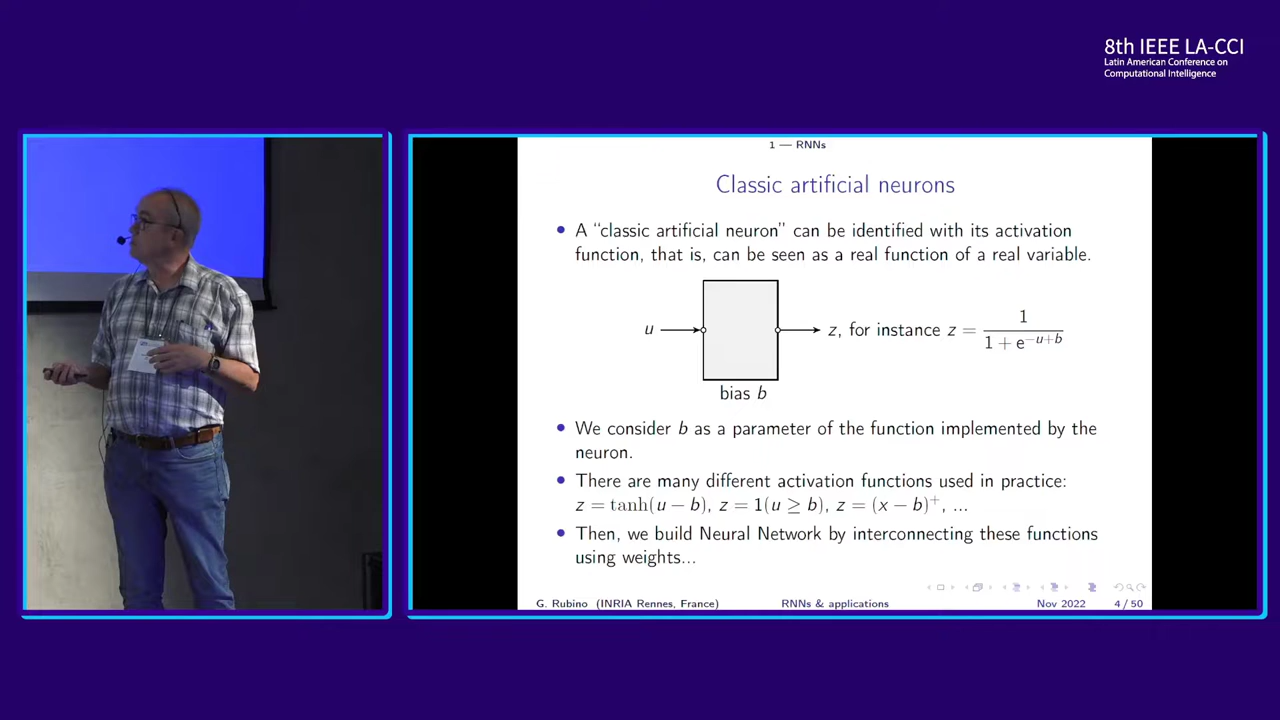 8th IEEE LA-CCI
Latin American Conference on
Computational Intelligence
1 — RNNs
Classic artificial neurons
• A “classic artificial neuron” can be identified with its activation
function, that is, can be seen as a real function of a real variable.
u
z, for instance z = 1 / (1 + e^{−u+b})
bias b
• We consider b as a parameter of the function implemented by the
neuron.
• There are many different activation functions used in practice:
z = tanh(u − b), z = 1(u ≥ b), z = (x − b)⁺, ...
• Then, we build Neural Network by interconnecting these functions
using weights...
G. Rubino (INRIA Rennes, France) RNNs & applications Nov 2022 4 / 50